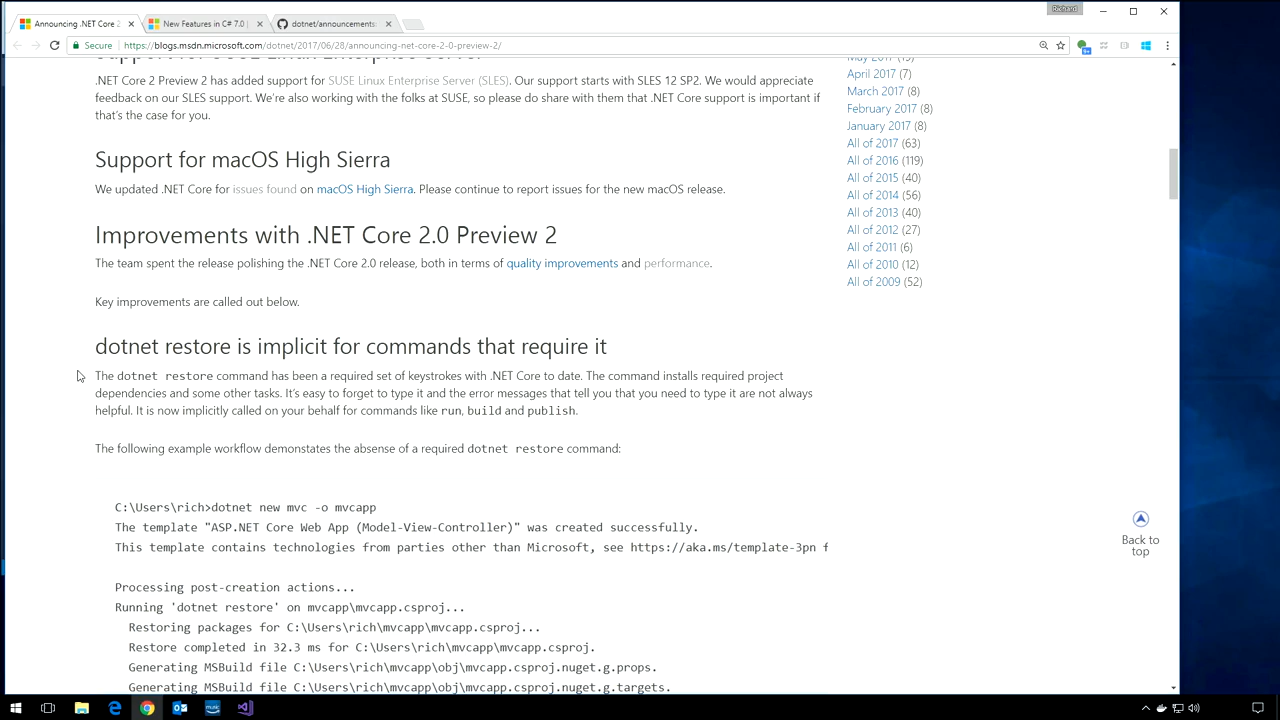 Richard
Announcing .NET Core 2
New Features in C# 7.0 |
dotnet/announcements:
Secure
https://blogs.msdn.microsoft.com/dotnet/2017/06/28/announcing-net-core-2-0-preview-2/
Support for SUSE Linux Enterprise Server
.NET Core 2 Preview 2 has added support for SUSE Linux Enterprise Server (SLES). Our support starts with SLES 12 SP2. We would appreciate
feedback on our SLES support. We're also working with the folks at SUSE, so please do share with them that .NET Core support is important if
that's the case for you.
Support for macOS High Sierra
We updated .NET Core for issues found on macOS High Sierra. Please continue to report issues for the new macOS release.
Improvements with .NET Core 2.0 Preview 2
The team spent the release polishing the .NET Core 2.0 release, both in terms of quality improvements and performance.
Key improvements are called out below.
dotnet restore is implicit for commands that require it
The dotnet restore command has been a required set of keystrokes with .NET Core to date. The command installs required project
dependencies and some other tasks. It's easy to forget to type it and the error messages that tell you that you need to type it are not always
helpful. It is now implicitly called on your behalf for commands like run, build and publish.
The following example workflow demonstates the absense of a required dotnet restore command:
C:\Users\rich>dotnet new mvc -o mvcapp
The template "ASP.NET Core Web App (Model-View-Controller)" was created successfully.
This template contains technologies from parties other than Microsoft, see https://aka.ms/template-3pn f
Processing post-creation actions...
Running 'dotnet restore' on mvcapp\mvcapp.csproj...
Restoring packages for C:\Users\rich\mvcapp\mvcapp.csproj...
Restore completed in 32.3 ms for C:\Users\rich\mvcapp\mvcapp.csproj.
Generating MSBuild file C:\Users\rich\mvcapp\obj\mvcapp.csproj.nuget.g.props.
Generating MSBuild file C:\Users\rich\mvcapp\obj\mvcapp.csproj.nuget.g.targets.
April 2017 (7)
March 2017 (8)
February 2017 (8)
January 2017 (8)
All of 2017 (63)
All of 2016 (119)
All of 2015 (40)
All of 2014 (56)
All of 2013 (40)
All of 2012 (27)
All of 2011 (6)
All of 2010 (12)
All of 2009 (52)
Back to
top